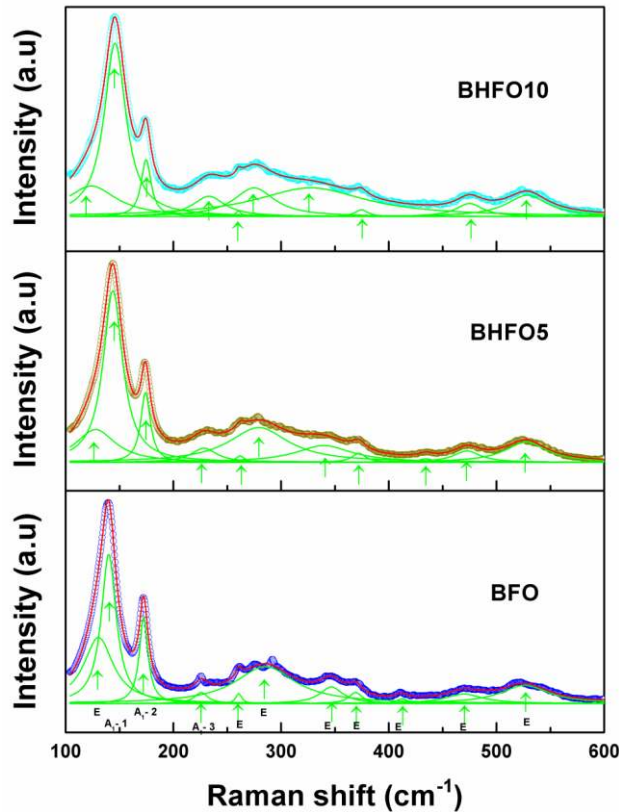 Intensity (a.u)
BHFO10
Intensity (a.u)
BHFO5
Intensity (a.u)
BFO
E
A₁- 1
A₁- 2
A₁- 3
E
E
E
E
E
E
E
100 200 300 400 500 600
Raman shift (cm⁻¹)